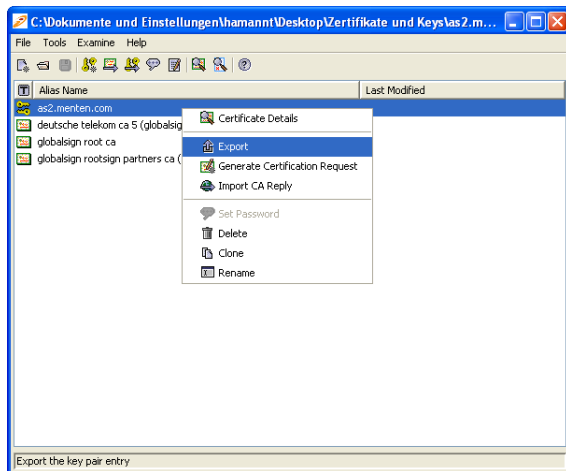 C:\Dokumente und Einstellungen\hamannt\Desktop\Zertifikate und Keys\as2.m...
File Tools Examine Help
T Alias Name Last Modified
as2.menten.com
deutsche telekom ca 5 (globalsig
globalsign root ca
globalsign rootsign partners ca (
Certificate Details
Export
Generate Certification Request
Import CA Reply
Set Password
Delete
Clone
Rename
Export the key pair entry